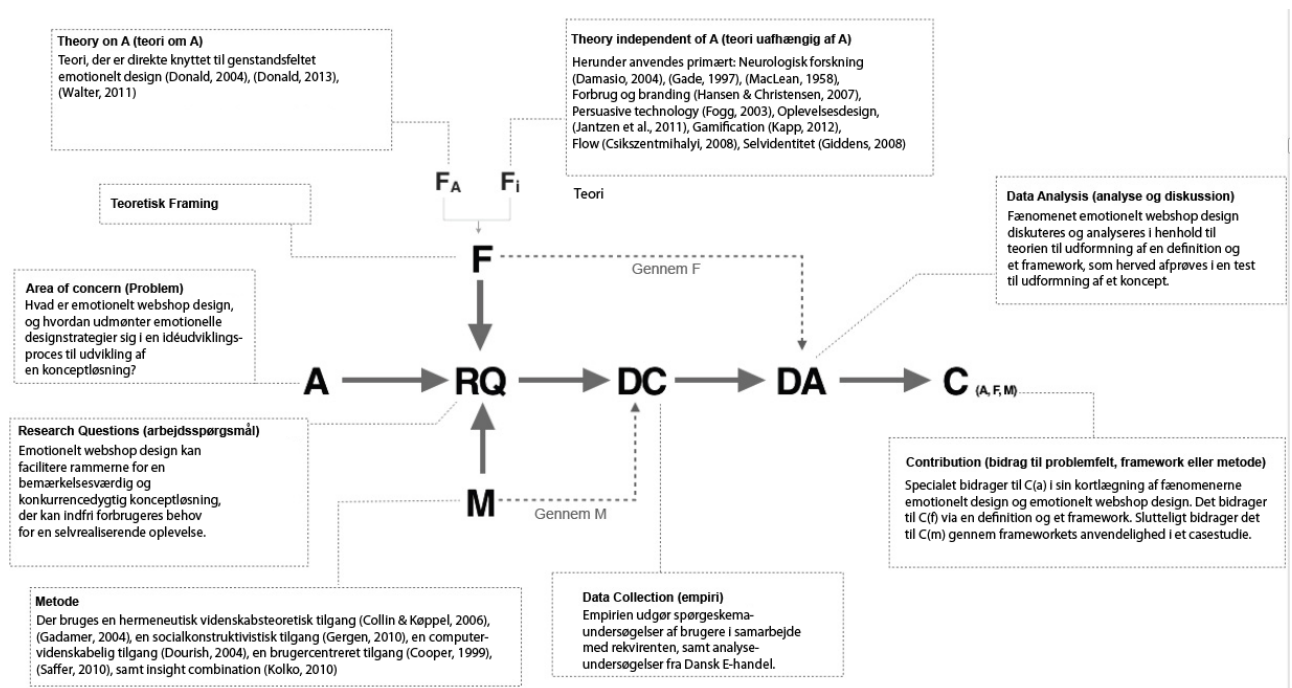 Theory on A (teori om A)
Teori, der er direkte knyttet til genstandsfeltet
emotionelt design (Donald, 2004), (Donald, 2013),
(Walter, 2011)
Theory independent of A (teori uafhængig af A)
Herunder anvendes primært: Neurologisk forskning
(Damasio, 2004), (Gade, 1997), (MacLean, 1958),
Forbrug og branding (Hansen & Christensen, 2007),
Persuasive technology (Fogg, 2003), Oplevelsesdesign,
(Jantzen et al., 2011), Gamification (Kapp, 2012),
Flow (Csikszentmihalyi, 2008), Selvidentitet (Giddens, 2008)
FA
Fi
Teori
Teoretisk Framing
Data Analysis (analyse og diskussion)
Fænomenet emotionelt webshop design
diskuteres og analyseres i henhold til
teorien til udformning af en definition og
et framework, som herved afprøves i en test
til udformning af et koncept.
F
Gennem F
Area of concern (Problem)
Hvad er emotionelt webshop design,
og hvordan udmønter emotionelle
designstrategier sig i en idéudviklings-
proces til udvikling af
en konceptløsning?
A
RQ
DC
DA
C (A, F, M)
Research Questions (arbejdsspørgsmål)
Emotionelt webshop design kan
facilitere rammerne for en
bemærkelsesværdig og
konkurrencedygtig konceptløsning,
der kan indfri forbrugeres behov
for en selvrealiserende oplevelse.
M
Gennem M
Contribution (bidrag til problemfelt, framework eller metode)
Specialet bidrager til C(a) i sin kortlægning af fænomenerne
emotionelt design og emotionelt webshop design. Det bidrager
til C(f) via en definition og et framework. Slutteligt bidrager det
til C(m) gennem frameworkets anvendelighed i et casestudie.
Metode
Der bruges en hermeneutisk videnskabsteoretisk tilgang (Collin & Køppel, 2006),
(Gadamer, 2004), en socialkonstruktivistisk tilgang (Gergen, 2010), en computer-
videnskabelig tilgang (Dourish, 2004), en brugercentreret tilgang (Cooper, 1999),
(Saffer, 2010), samt insight combination (Kolko, 2010)
Data Collection (empiri)
Empirien udgør spørgeskema-
undersøgelser af brugere i samarbejde
med rekvirenten, samt analyse-
undersøgelser fra Dansk E-handel.